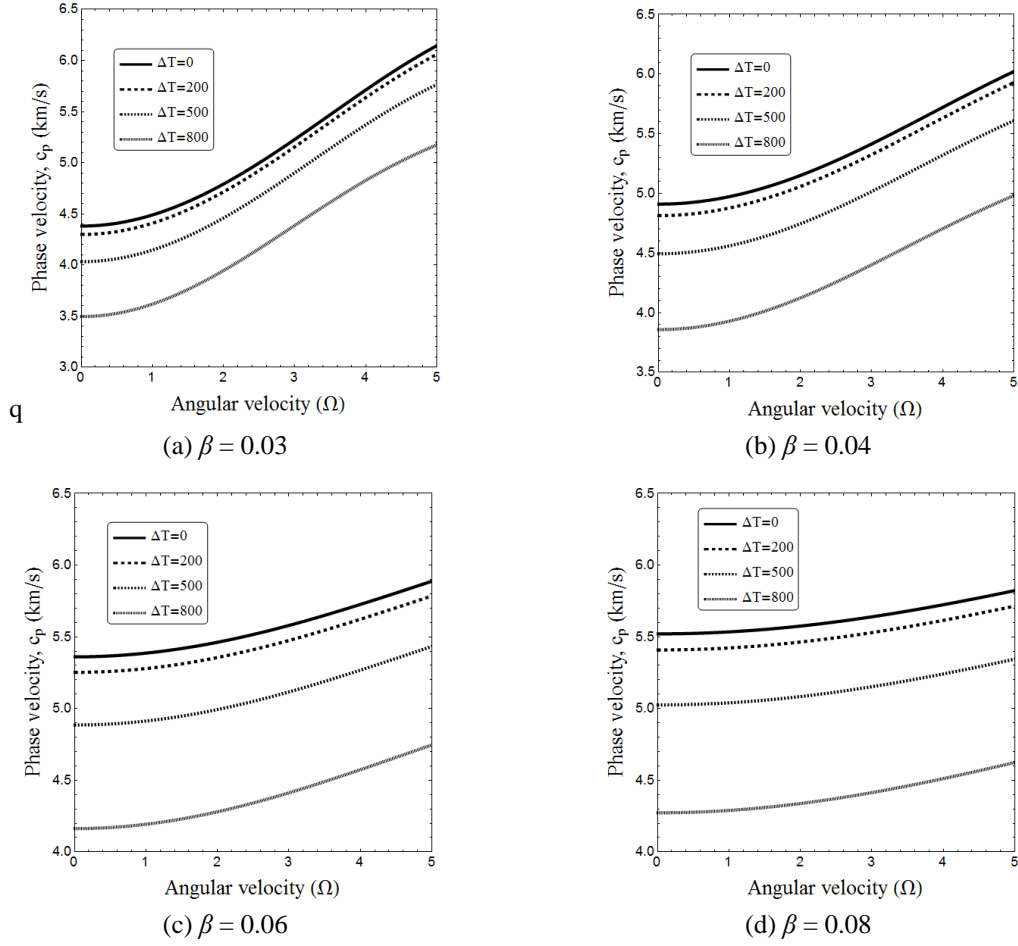 6.5
6.0
5.5
5.0
4.5
4.0
3.5
3.0
Phase velocity, cp (km/s)
ΔT=0
ΔT=200
ΔT=500
ΔT=800
0 1 2 3 4 5
Angular velocity (Ω)
q
(a) β = 0.03
6.5
6.0
5.5
5.0
4.5
4.0
3.5
Phase velocity, cp (km/s)
ΔT=0
ΔT=200
ΔT=500
ΔT=800
0 1 2 3 4 5
Angular velocity (Ω)
(b) β = 0.04
6.5
6.0
5.5
5.0
4.5
4.0
Phase velocity, cp (km/s)
ΔT=0
ΔT=200
ΔT=500
ΔT=800
0 1 2 3 4 5
Angular velocity (Ω)
(c) β = 0.06
6.5
6.0
5.5
5.0
4.5
4.0
Phase velocity, cp (km/s)
ΔT=0
ΔT=200
ΔT=500
ΔT=800
0 1 2 3 4 5
Angular velocity (Ω)
(d) β = 0.08